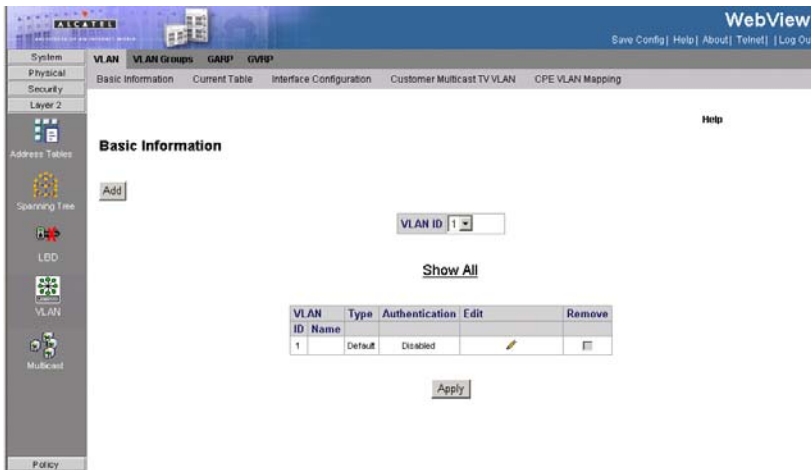 ALCATEL
WebView
Save Config| Help| About| Telnet| |Log Ou
System
Physical
Security
Layer 2
Address Tables
Spanning Tree
LBD
VLAN
Multicast
Policy
VLAN VLAN Groups GARP GVRP
Basic Information Current Table Interface Configuration Customer Multicast TV VLAN CPE VLAN Mapping
Help
Basic Information
Add
VLAN ID 1
Show All
VLAN Type Authentication Edit Remove
ID Name
1 Default Disabled
Apply